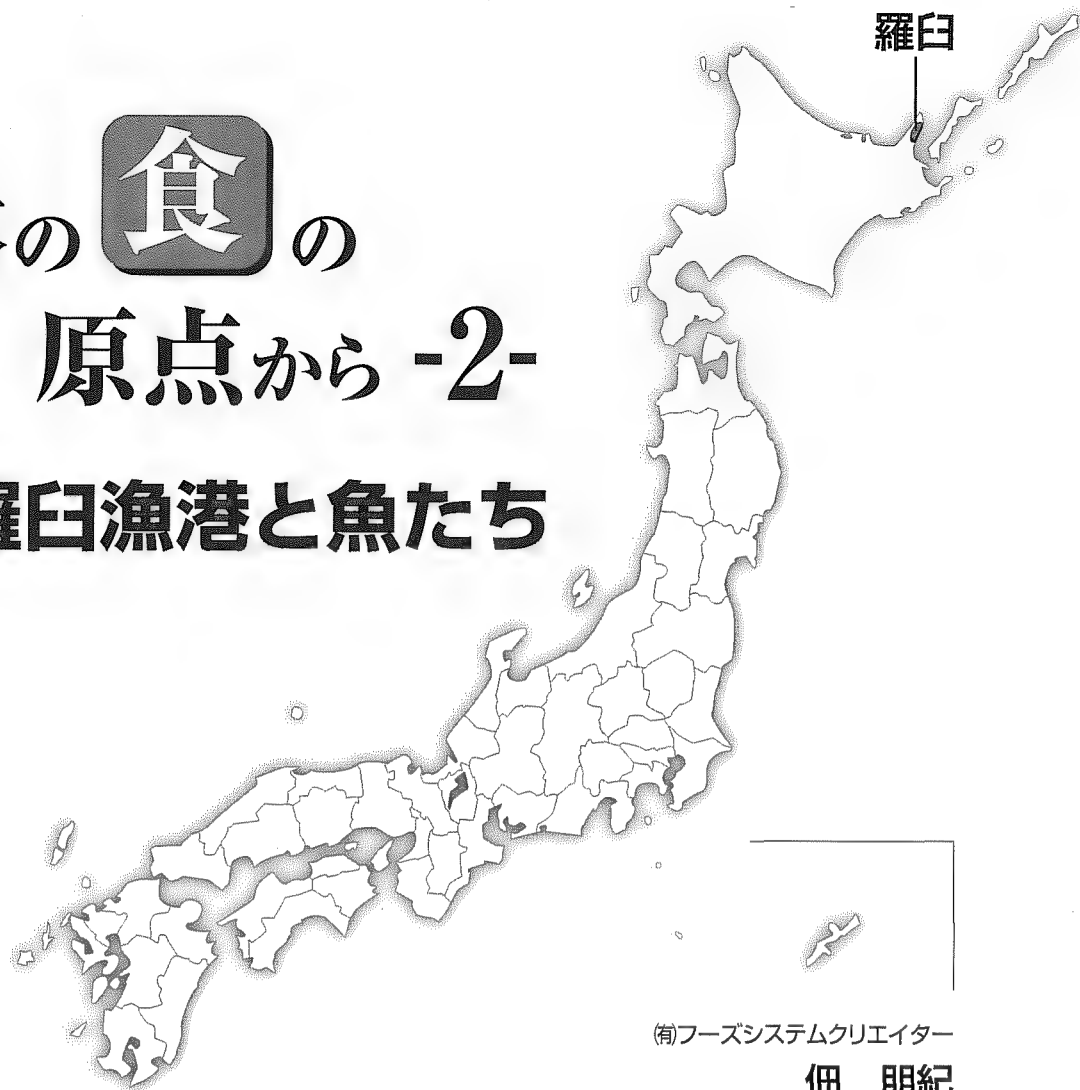 羅臼
の食の
原点から -2-
羅臼漁港と魚たち
㈲フーズシステムクリエイター
佃 朋紀